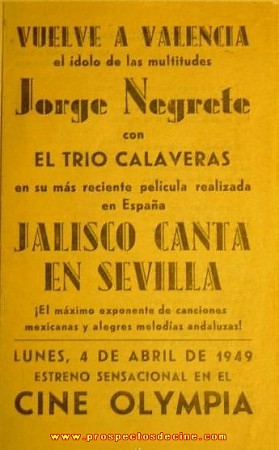 VUELVE A VALENCIA
el ídolo de las multitudes
Jorge Negrete
con
EL TRIO CALAVERAS
en su más reciente película realizada
en España
JALISCO CANTA
EN SEVILLA
¡El máximo exponente de canciones
mexicanas y alegres melodías andaluzas!
LUNES, 4 DE ABRIL DE 1949
ESTRENO SENSACIONAL EN EL
CINE OLYMPIA
www.prospectosdecine.com